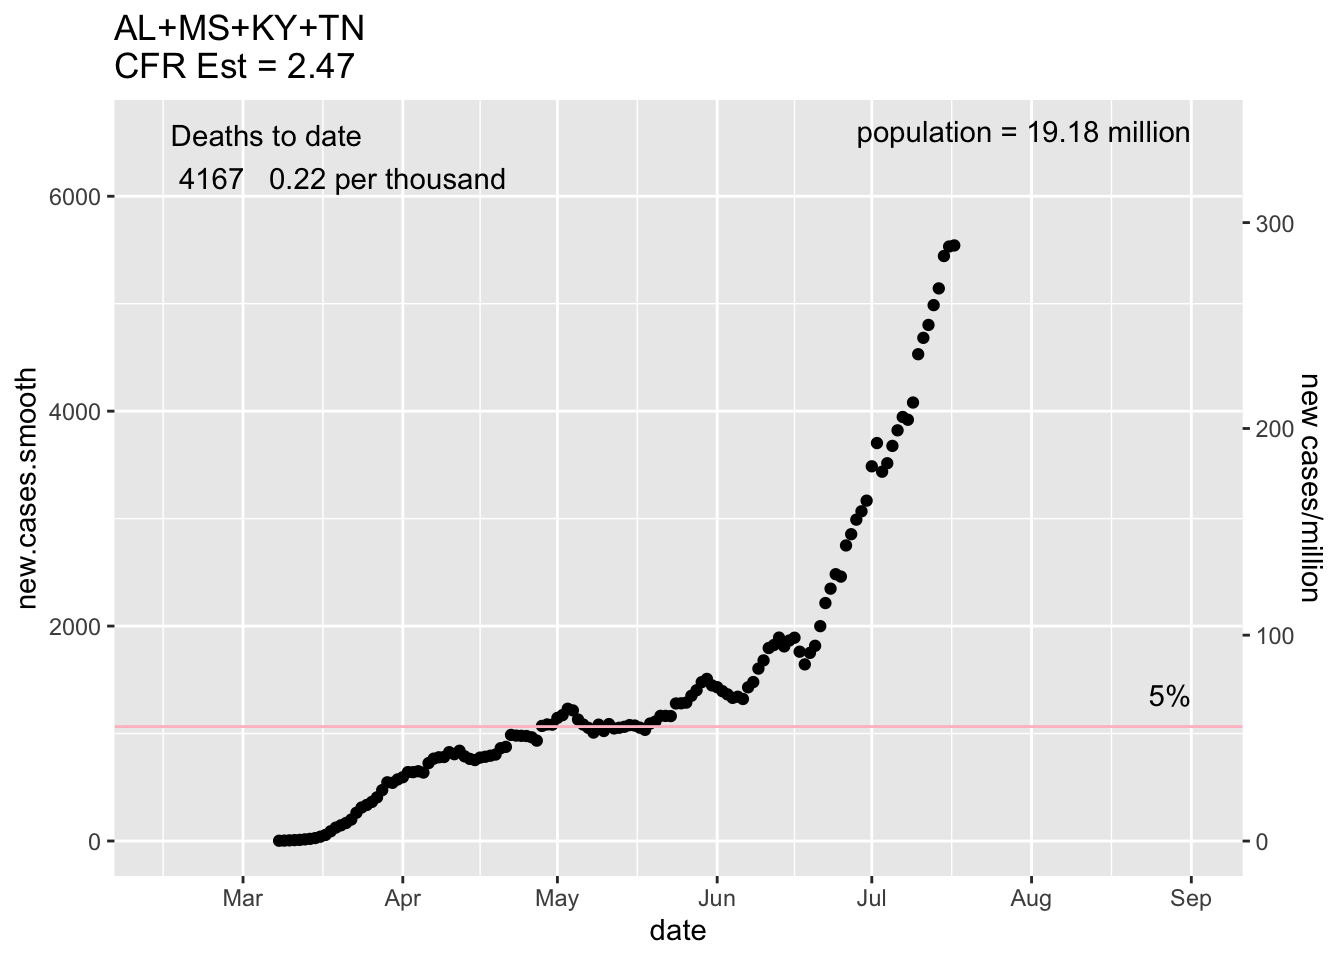 AL+MS+KY+TN
CFR Est = 2.47
Deaths to date
4167 0.22 per thousand
population = 19.18 million
6000
4000
2000
0
new.cases.smooth
300
200
100
0
new cases/million
5%
Mar Apr May Jun Jul Aug Sep
date